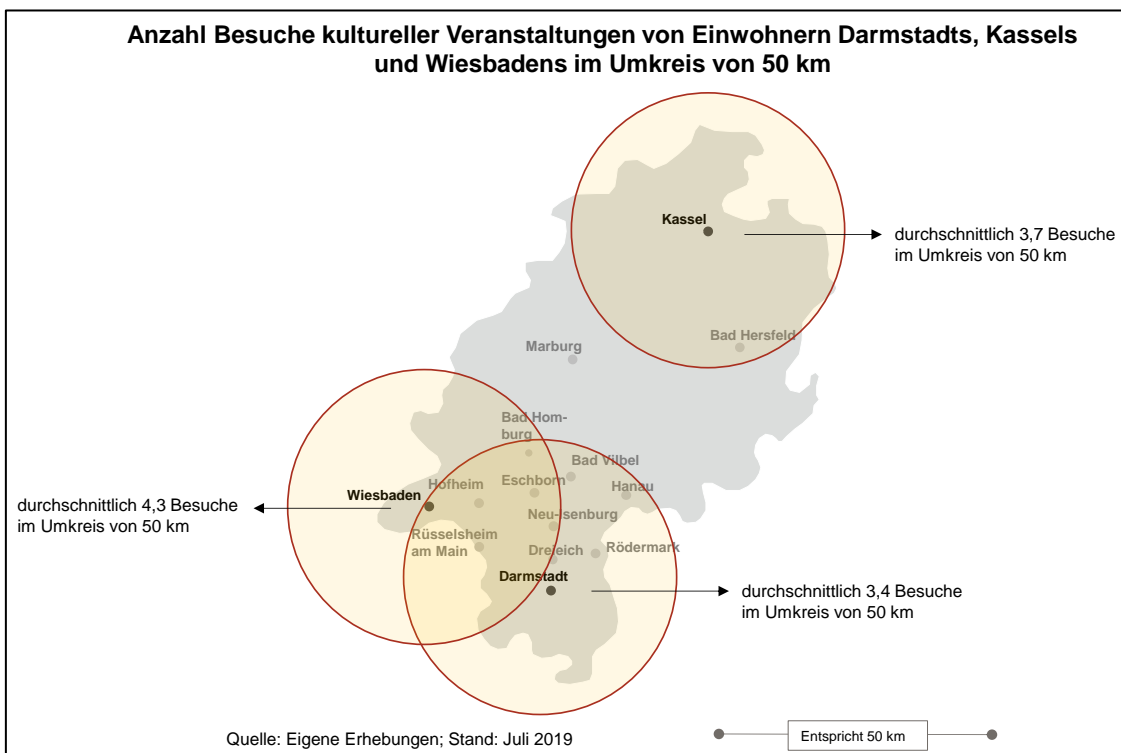 Anzahl Besuche kultureller Veranstaltungen von Einwohnern Darmstadts, Kassels
und Wiesbadens im Umkreis von 50 km
Kassel
durchschnittlich 3,7 Besuche
im Umkreis von 50 km
Bad Hersfeld
Marburg
Bad Hom-
burg
Bad Vilbel
Hofheim
Eschborn
Hanau
Wiesbaden
durchschnittlich 4,3 Besuche
im Umkreis von 50 km
Neu-Isenburg
Rüsselsheim
am Main
Dreieich
Rödermark
Darmstadt
durchschnittlich 3,4 Besuche
im Umkreis von 50 km
Quelle: Eigene Erhebungen; Stand: Juli 2019
Entspricht 50 km